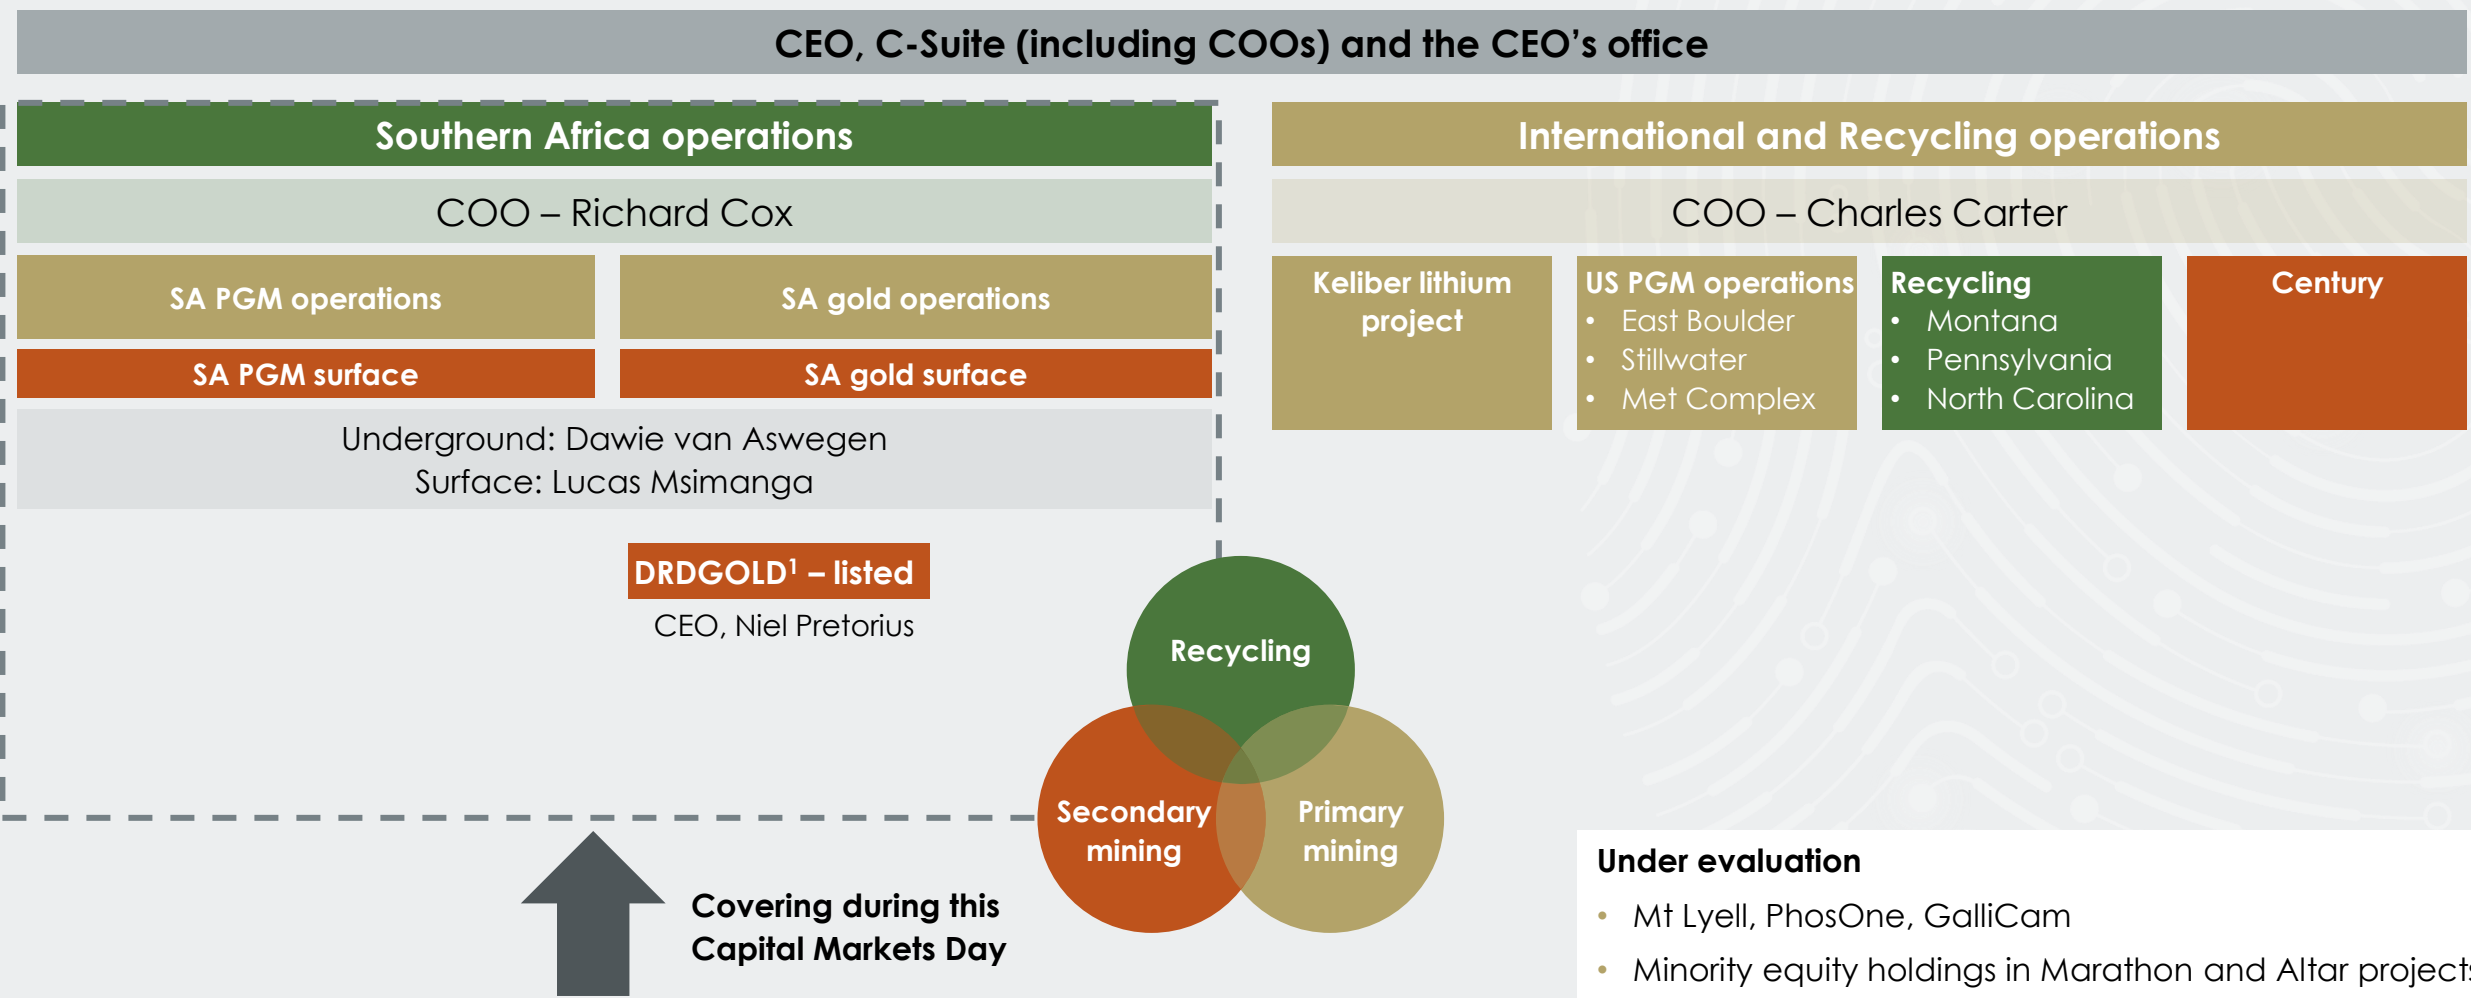 CEO, C-Suite (including COOs) and the CEO’s office
Southern Africa operations
COO – Richard Cox
SA PGM operations
SA gold operations
SA PGM surface
SA gold surface
Underground: Dawie van Aswegen
Surface: Lucas Msimanga
DRDGOLD¹ – listed
CEO, Niel Pretorius
International and Recycling operations
COO – Charles Carter
Keliber lithium
project
US PGM operations
• East Boulder
• Stillwater
• Met Complex
Recycling
• Montana
• Pennsylvania
• North Carolina
Century
Recycling
Secondary
mining
Primary
mining
Covering during this
Capital Markets Day
Under evaluation
• Mt Lyell, PhosOne, GalliCam
• Minority equity holdings in Marathon and Altar projects